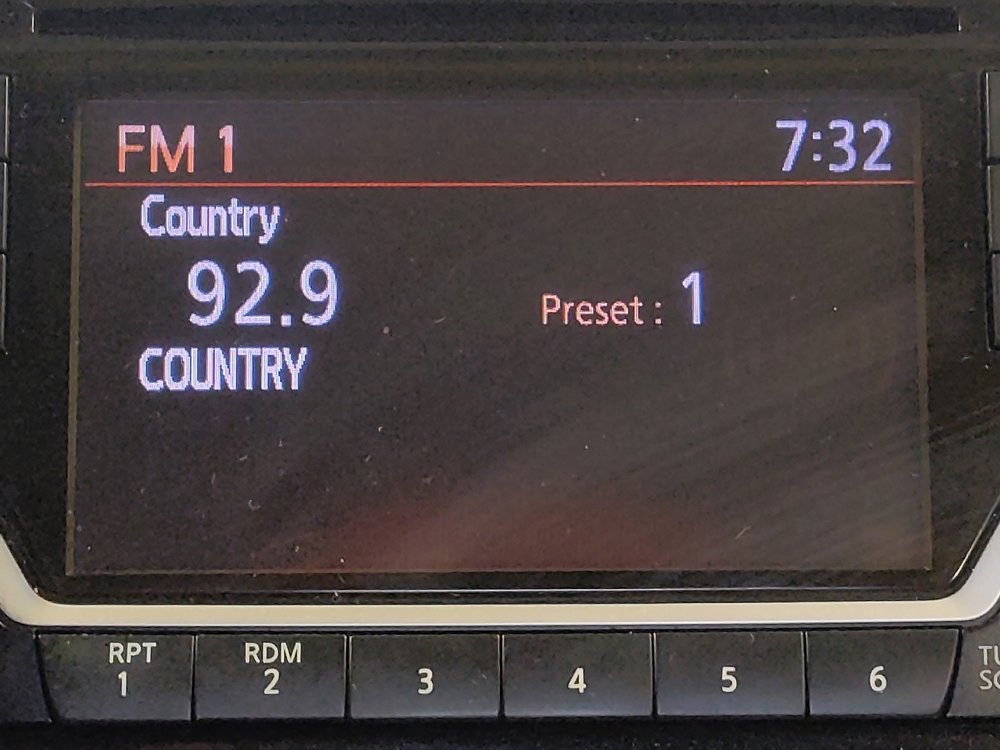 FM 1 7:32
Country
92.9 Preset : 1
COUNTRY
RPT RDM
1 2 3 4 5 6